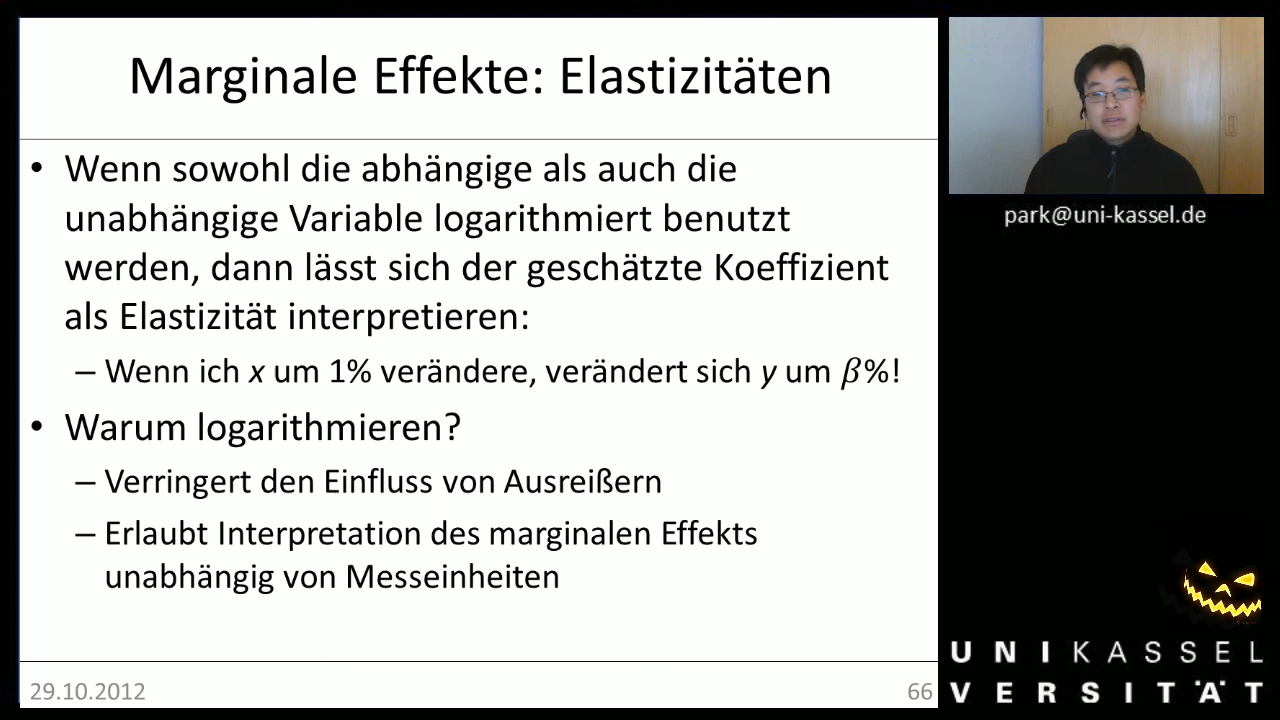 Marginale Effekte: Elastizitäten
• Wenn sowohl die abhängige als auch die
unabhängige Variable logarithmiert benutzt
werden, dann lässt sich der geschätzte Koeffizient
als Elastizität interpretieren:
– Wenn ich x um 1% verändere, verändert sich y um β%!
• Warum logarithmieren?
– Verringert den Einfluss von Ausreißern
– Erlaubt Interpretation des marginalen Effekts
unabhängig von Messeinheiten
29.10.2012
66
park@uni-kassel.de
UNIKASSEL
VERSITÄT